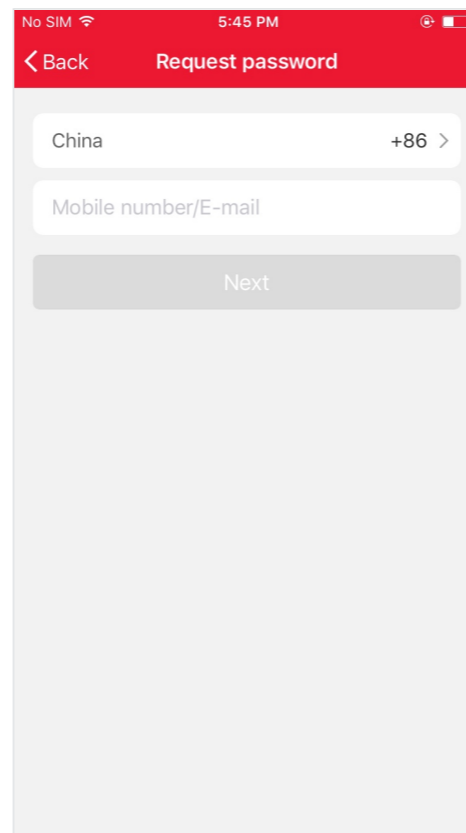 No SIM 5:45 PM
Back Request password
China +86
Mobile number/E-mail
Next